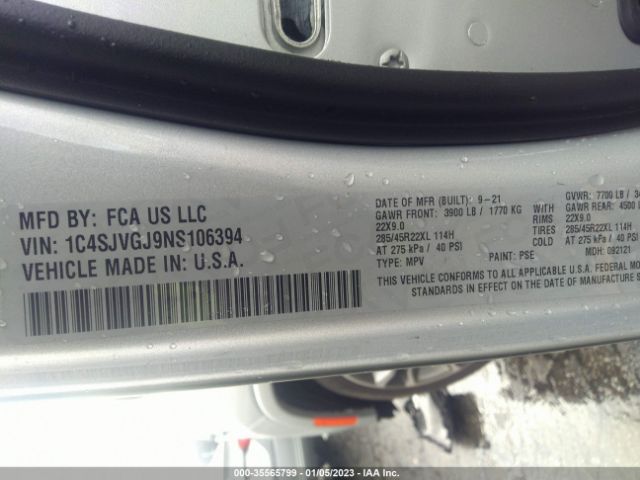 MFD BY: FCA US LLC
VIN: 1C4SJVGJ9NS106394
VEHICLE MADE IN: U.S.A.
DATE OF MFR (BUILT): 9-21 GVWR: 7700 LB / 34
GAWR FRONT: 3900 LB / 1770 KG GAWR REAR: 4500 L
22X9.0 RIMS 22X9.0
285/45R22XL 114H TIRES 285/45R22XL 114H
AT 275 kPa / 40 PSI AT 275 kPa / 40 PSI
TYPE: MPV PAINT: PSE MDH: 092121
THIS VEHICLE CONFORMS TO ALL APPLICABLE U.S.A. FEDERAL MO
STANDARDS IN EFFECT ON THE DATE OF MANUFACTURE S
000-35565799 — 01/05/2023 — IAA Inc.